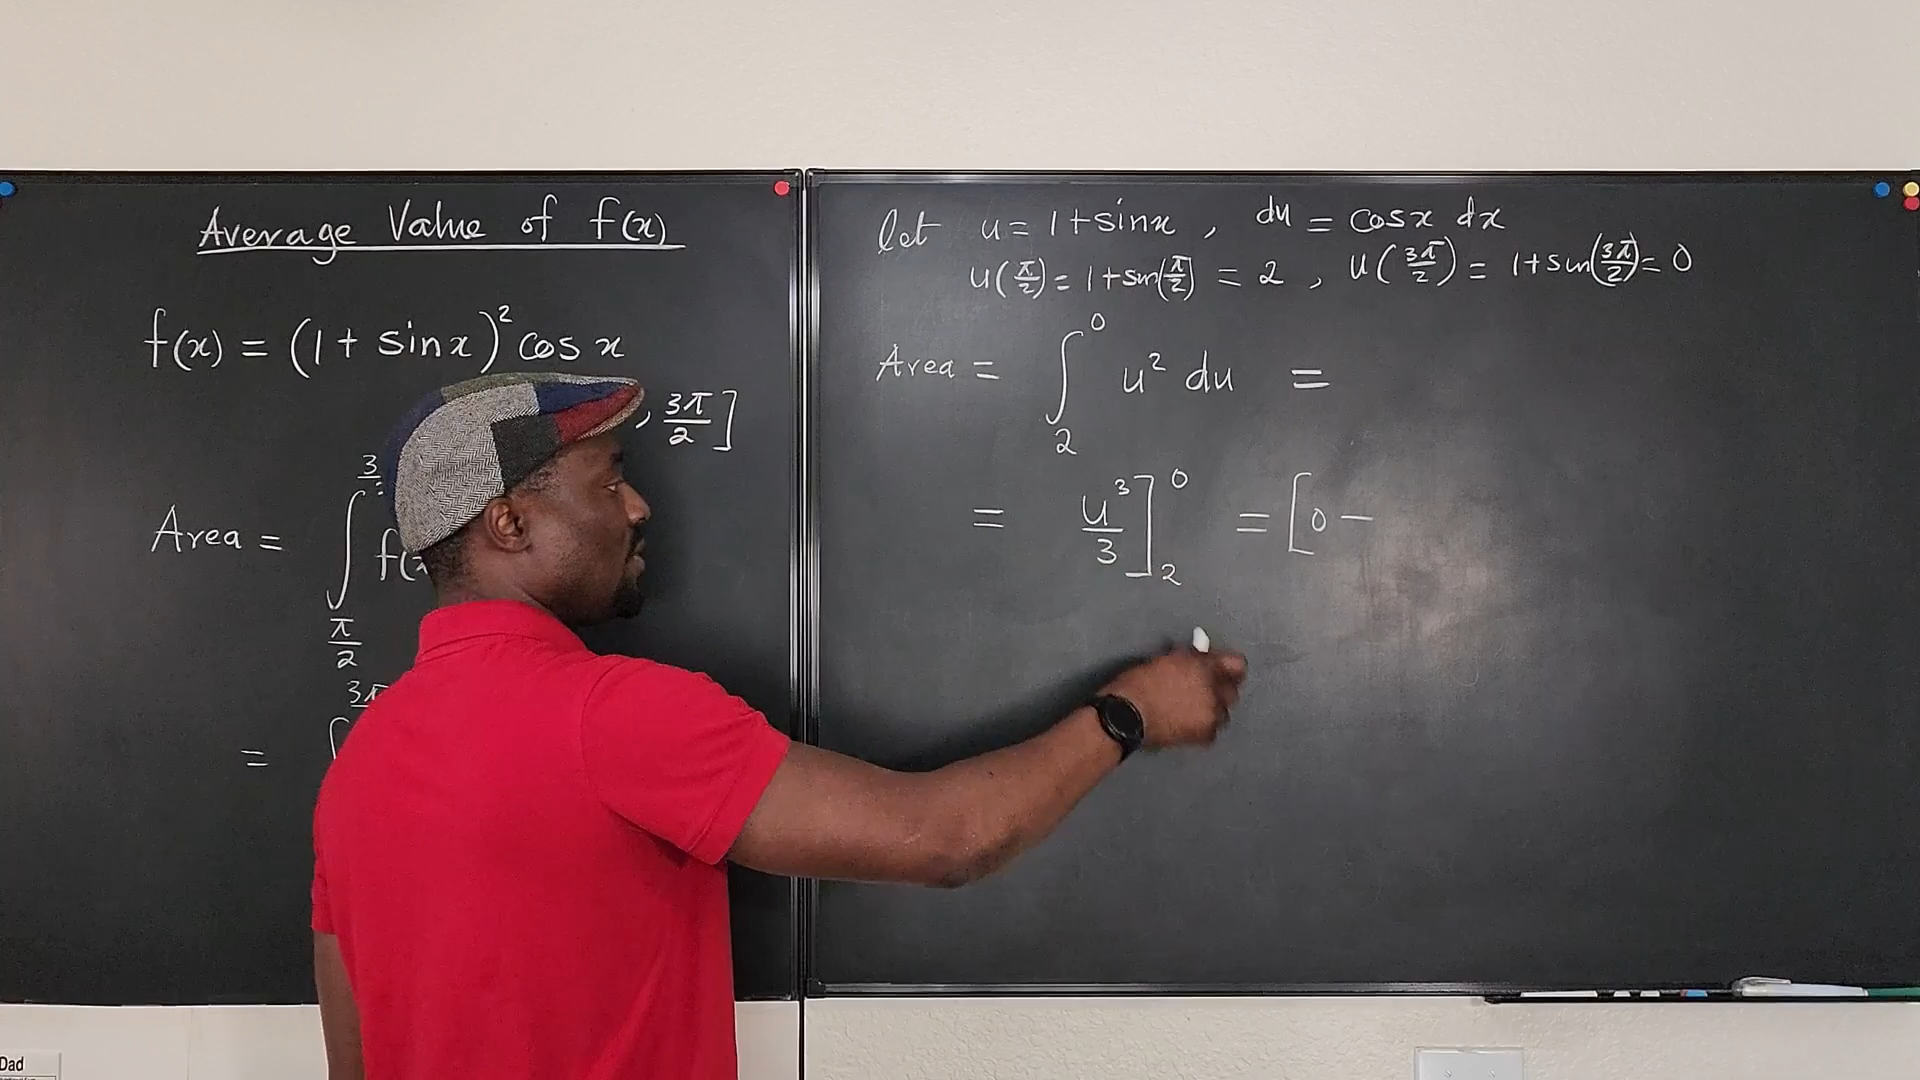 Average Value of f(x)
f(x) = (1 + sin x)² cos x
, 3π/2]
Area = ∫ f(
π/2
3π
=
let u = 1 + sin x , du = cos x dx
u(π/2) = 1 + sin(π/2) = 2 , u(3π/2) = 1 + sin(3π/2) = 0
Area = ∫₂⁰ u² du =
= u³/3]₂⁰ = [0 −
Dad